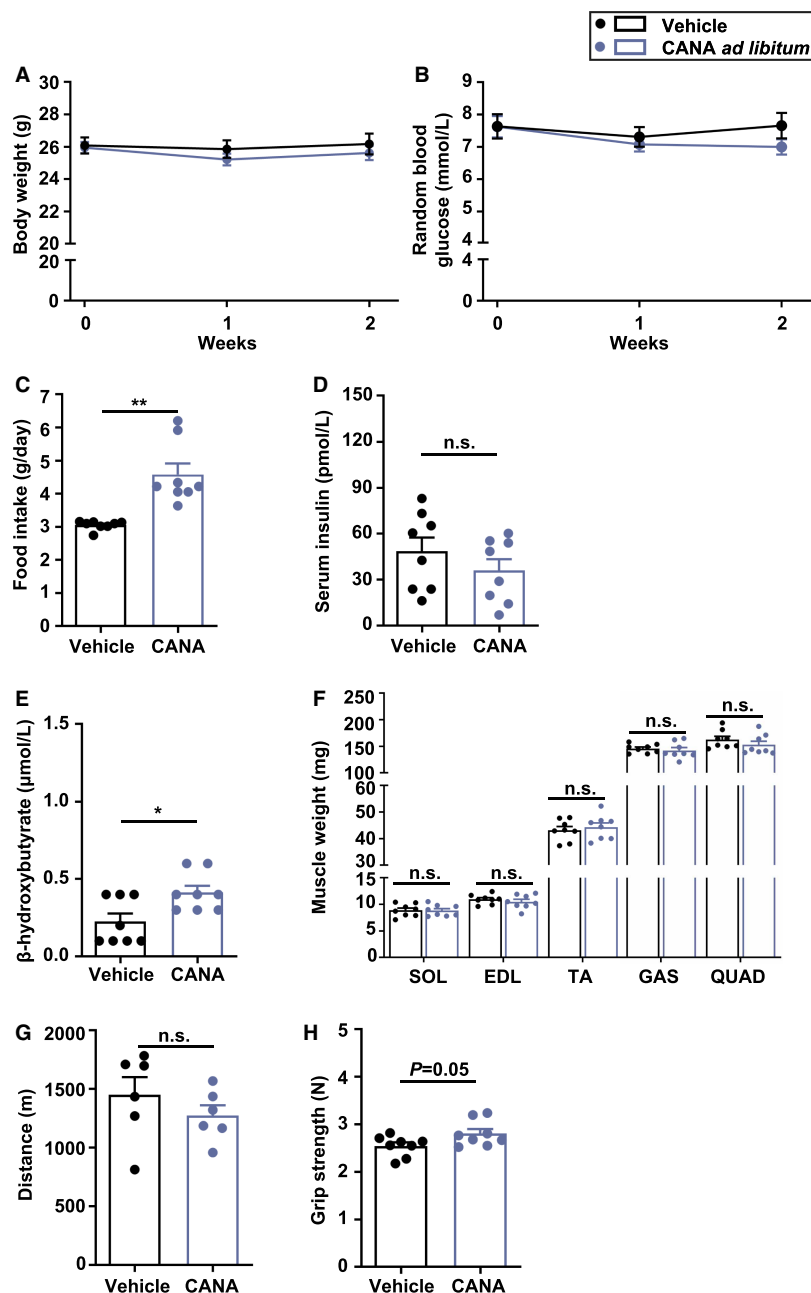 Vehicle
CANA ad libitum
A
B
Body weight (g)
30
28
26
24
22
20
20
0
0
1
2
Weeks
Random blood
glucose (mmol/L)
9
8
7
6
5
4
4
0
0
1
2
Weeks
C
D
Food intake (g/day)
7
6
5
4
3
2
1
0
**
Vehicle
CANA
Serum insulin (pmol/L)
150
120
90
60
30
0
n.s.
Vehicle
CANA
E
F
β-hydroxybutyrate (µmol/L)
1.5
1.0
0.5
0.0
*
Vehicle
CANA
Muscle weight (mg)
250
200
150
100
60
50
40
30
15
10
5
0
n.s.
n.s.
n.s.
n.s.
n.s.
SOL
EDL
TA
GAS
QUAD
G
H
Distance (m)
2000
1500
1000
500
0
n.s.
Vehicle
CANA
Grip strength (N)
5
4
3
2
1
0
P=0.05
Vehicle
CANA